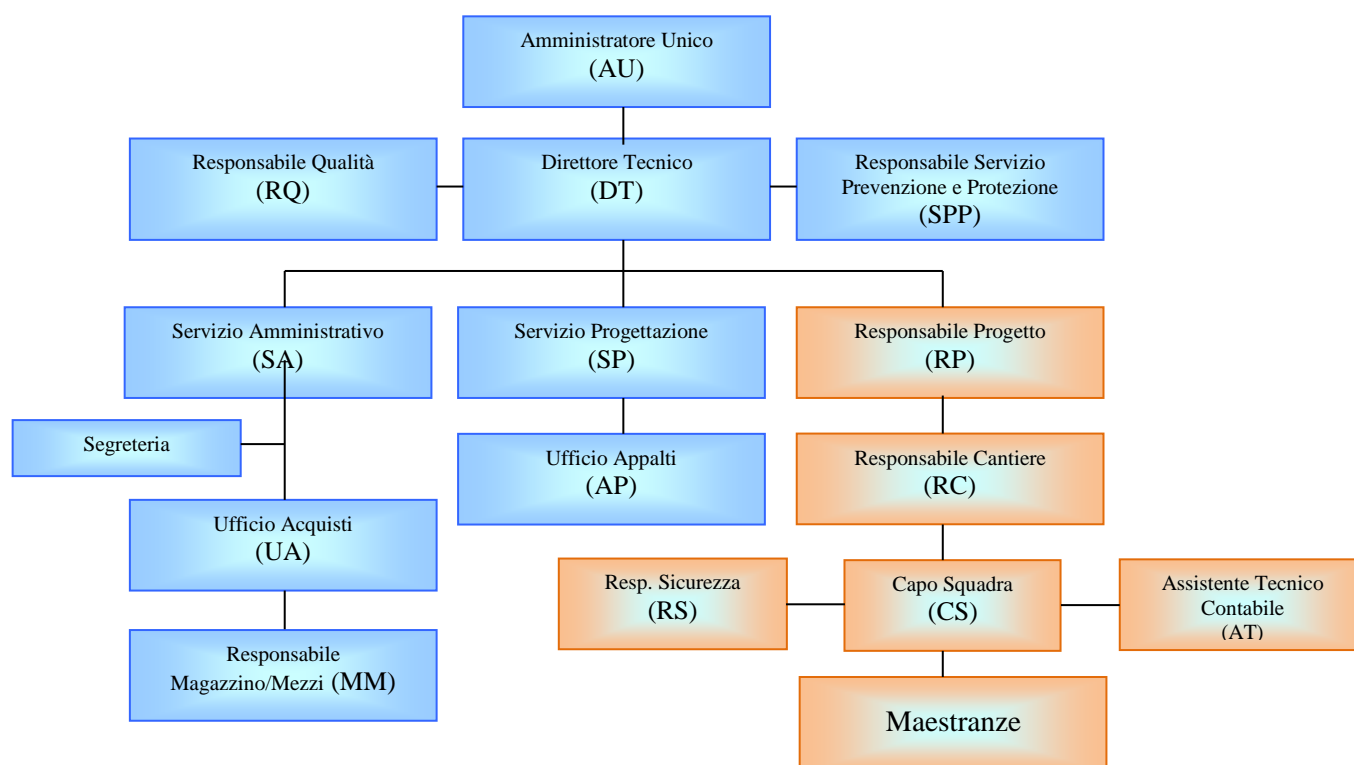 Amministratore Unico
(AU)
Responsabile Qualità
(RQ)
Direttore Tecnico
(DT)
Responsabile Servizio
Prevenzione e Protezione
(SPP)
Servizio Amministrativo
(SA)
Servizio Progettazione
(SP)
Responsabile Progetto
(RP)
Segreteria
Ufficio Appalti
(AP)
Responsabile Cantiere
(RC)
Ufficio Acquisti
(UA)
Resp. Sicurezza
(RS)
Capo Squadra
(CS)
Assistente Tecnico
Contabile
(AT)
Responsabile
Magazzino/Mezzi (MM)
Maestranze